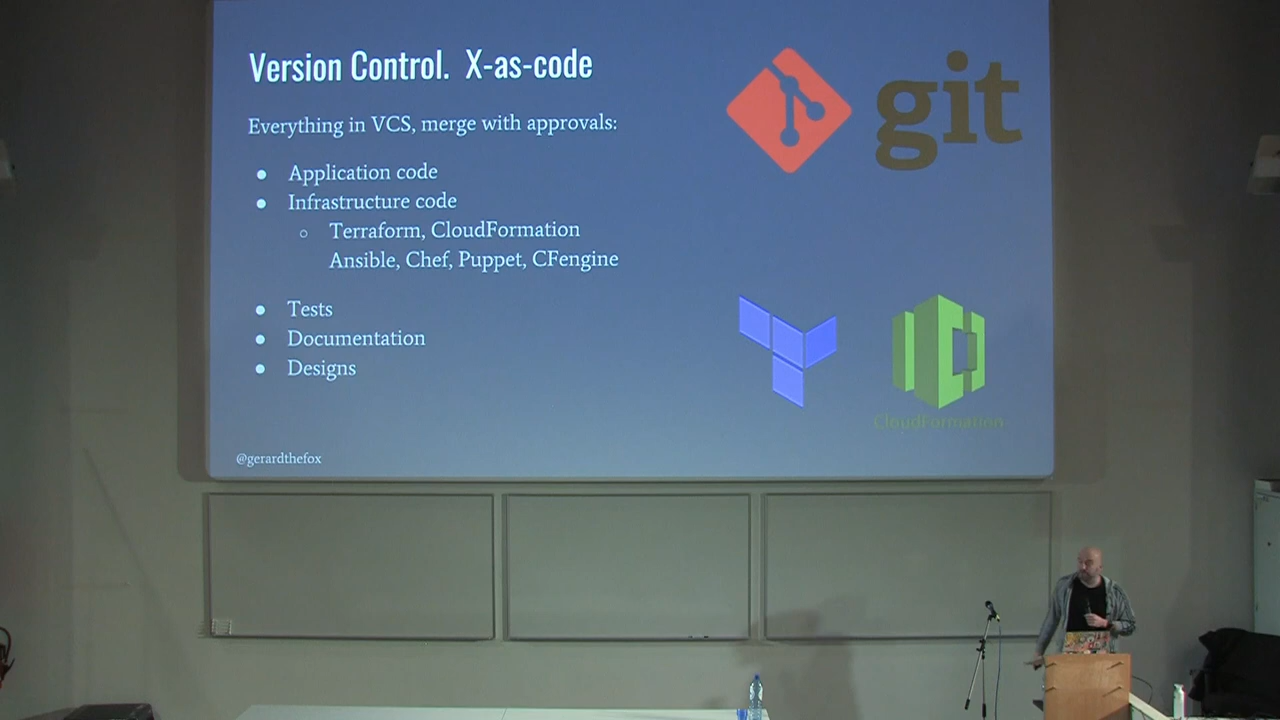 Version Control. X-as-code
git
Everything in VCS, merge with approvals:
Application code
Infrastructure code
Terraform, CloudFormation
Ansible, Chef, Puppet, CFengine
Tests
Documentation
Designs
CloudFormation
@gerardthefox